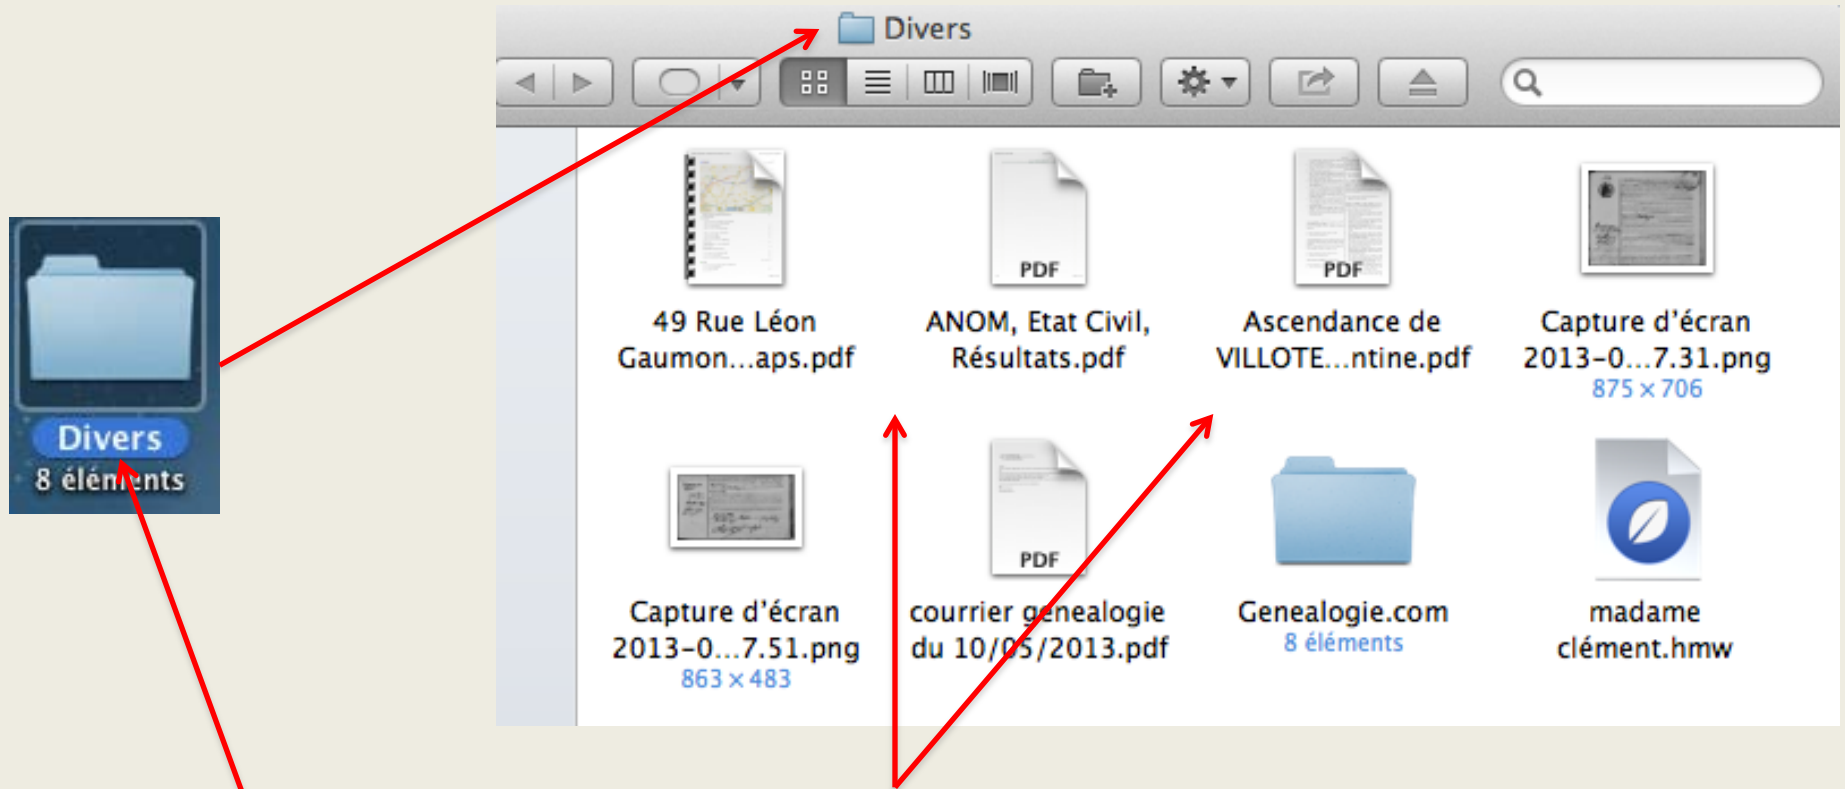 Divers
8 éléments
Divers
49 Rue Léon
Gaumon...aps.pdf
PDF
ANOM, Etat Civil,
Résultats.pdf
PDF
Ascendance de
VILLOTE...ntine.pdf
Capture d’écran
2013-0...7.31.png
875 × 706
Capture d’écran
2013-0...7.51.png
863 × 483
PDF
courrier genealogie
du 10/05/2013.pdf
Genealogie.com
8 éléments
madame
clément.hmw